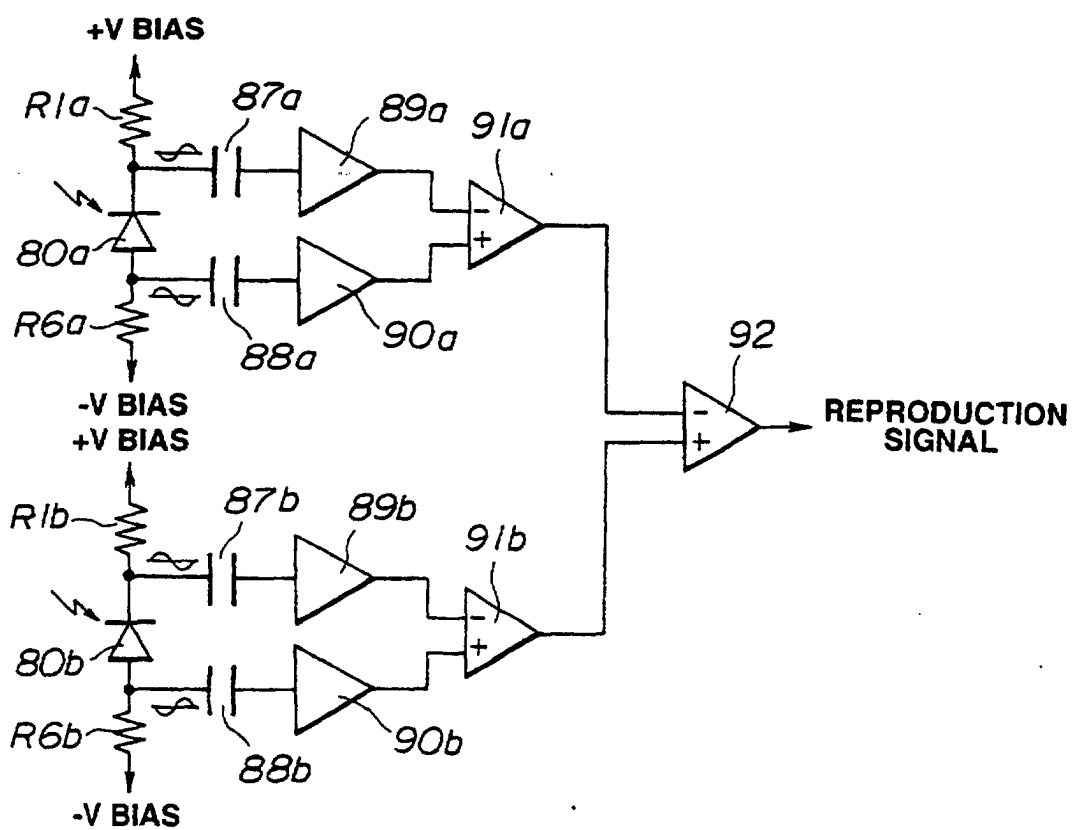 +V BIAS
R1a
87a
89a
91a
80a
R6a
88a
90a
-
+
-V BIAS
92
-
+
REPRODUCTION
SIGNAL
+V BIAS
R1b
87b
89b
91b
80b
R6b
88b
90b
-
+
-V BIAS